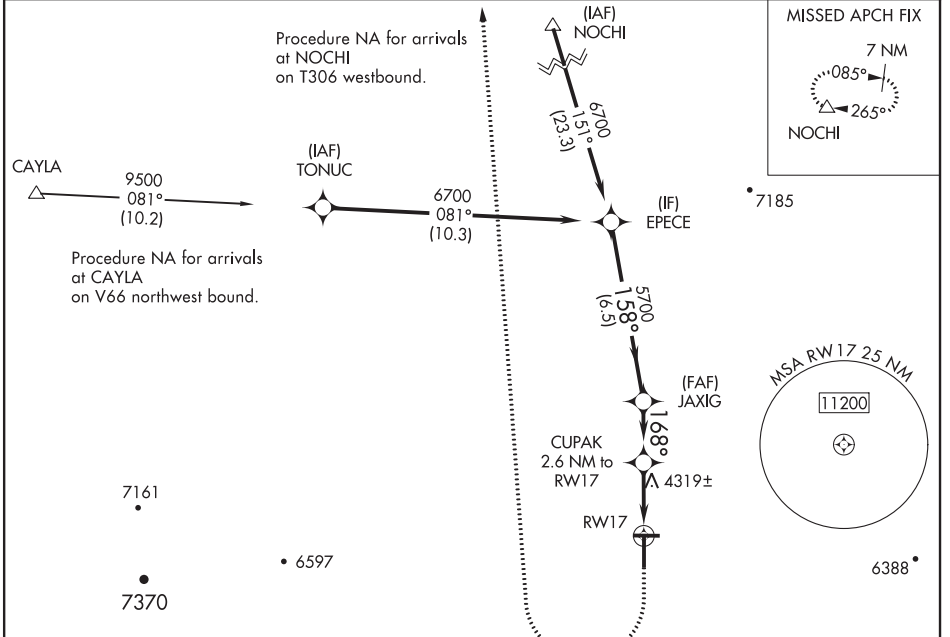 (IAF)
NOCHI
Procedure NA for arrivals
at NOCHI
on T306 westbound.
MISSED APCH FIX
7 NM
085°
265°
NOCHI
6700
151°
(23.3)
(IAF)
TONUC
CAYLA
9500
081°
(10.2)
6700
081°
(10.3)
(IF)
EPECE
7185
Procedure NA for arrivals
at CAYLA
on V66 northwest bound.
5700
158°
(6.5)
(FAF)
JAXIG
168°
MSA RW17 25 NM
11200
CUPAK
2.6 NM to
RW17
4319±
RW17
7161
6597
7370
6388